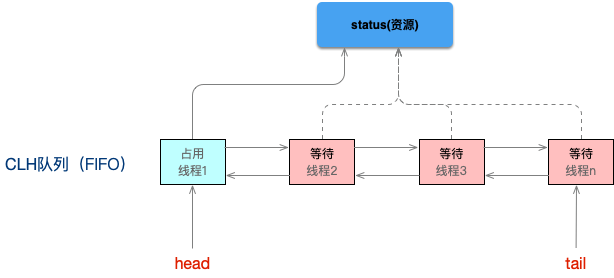 status(资源)
CLH队列（FIFO）
占用
线程1
等待
线程2
等待
线程3
等待
线程n
head
tail